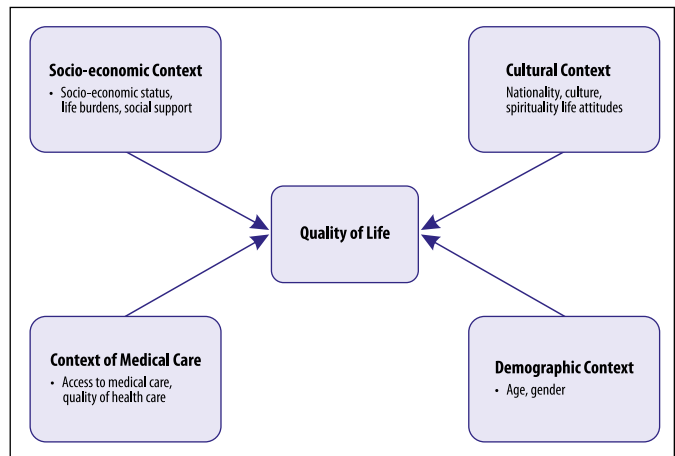 Socio-economic Context
• Socio-economic status,
life burdens, social support
Cultural Context
Nationality, culture,
spirituality life attitudes
Quality of Life
Context of Medical Care
• Access to medical care,
quality of health care
Demographic Context
• Age, gender